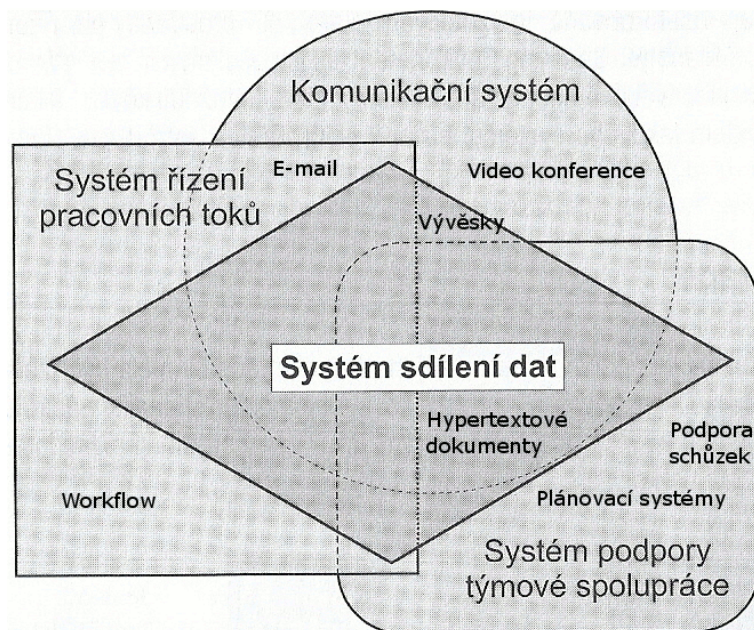 Komunikační systém
E-mail
Video konference
Systém řízení
pracovních toků
Vývěsky
Systém sdílení dat
Hypertextové
dokumenty
Podpora
schůzek
Workflow
Plánovací systémy
Systém podpory
týmové spolupráce